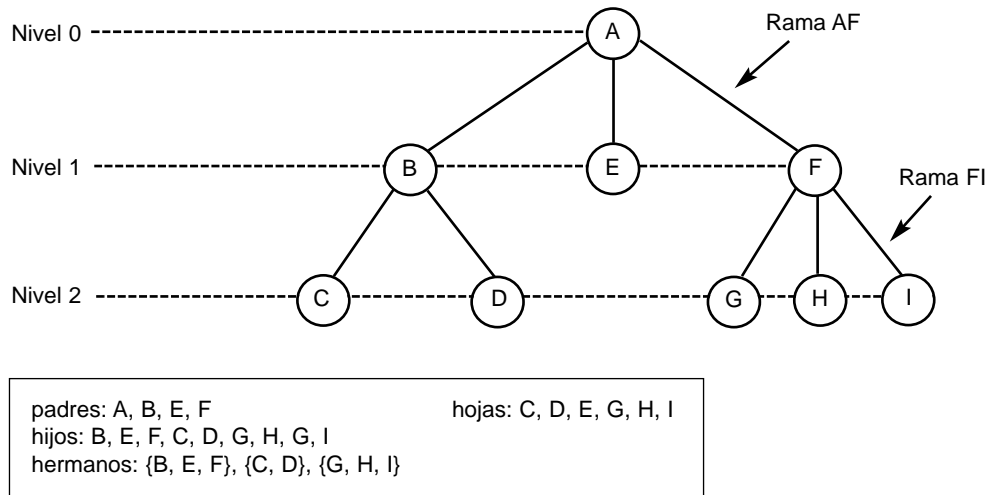 Nivel 0
A
Rama AF
Nivel 1
B
E
F
Rama FI
Nivel 2
C
D
G
H
I
padres: A, B, E, F
hojas: C, D, E, G, H, I
hijos: B, E, F, C, D, G, H, G, I
hermanos: {B, E, F}, {C, D}, {G, H, I}